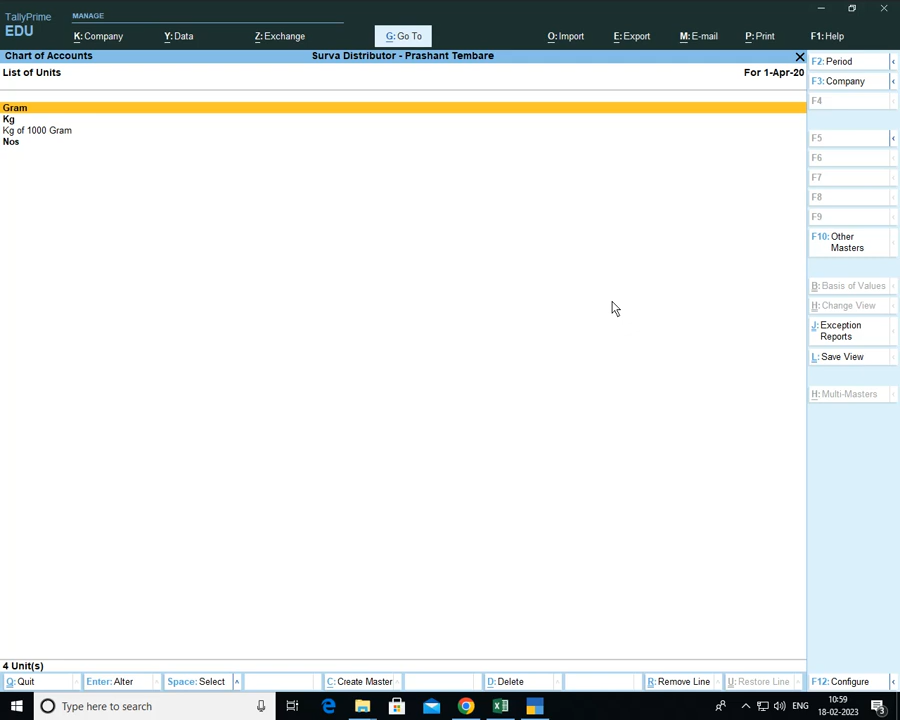 TallyPrime
EDU
MANAGE
K: Company
Y: Data
Z: Exchange
G: Go To
O: Import
E: Export
M: E-mail
P: Print
F1: Help
Chart of Accounts
Surva Distributor - Prashant Tembare
List of Units
For 1-Apr-20
Gram
Kg
Kg of 1000 Gram
Nos
F2: Period
F3: Company
F4
F5
F6
F7
F8
F9
F10: Other
Masters
B: Basis of Values
H: Change View
J: Exception
Reports
L: Save View
H: Multi-Masters
4 Unit(s)
Q: Quit
Enter: Alter
Space: Select
C: Create Master
D: Delete
R: Remove Line
U: Restore Line
F12: Configure
Type here to search
ENG
10:59
18-02-2023
3